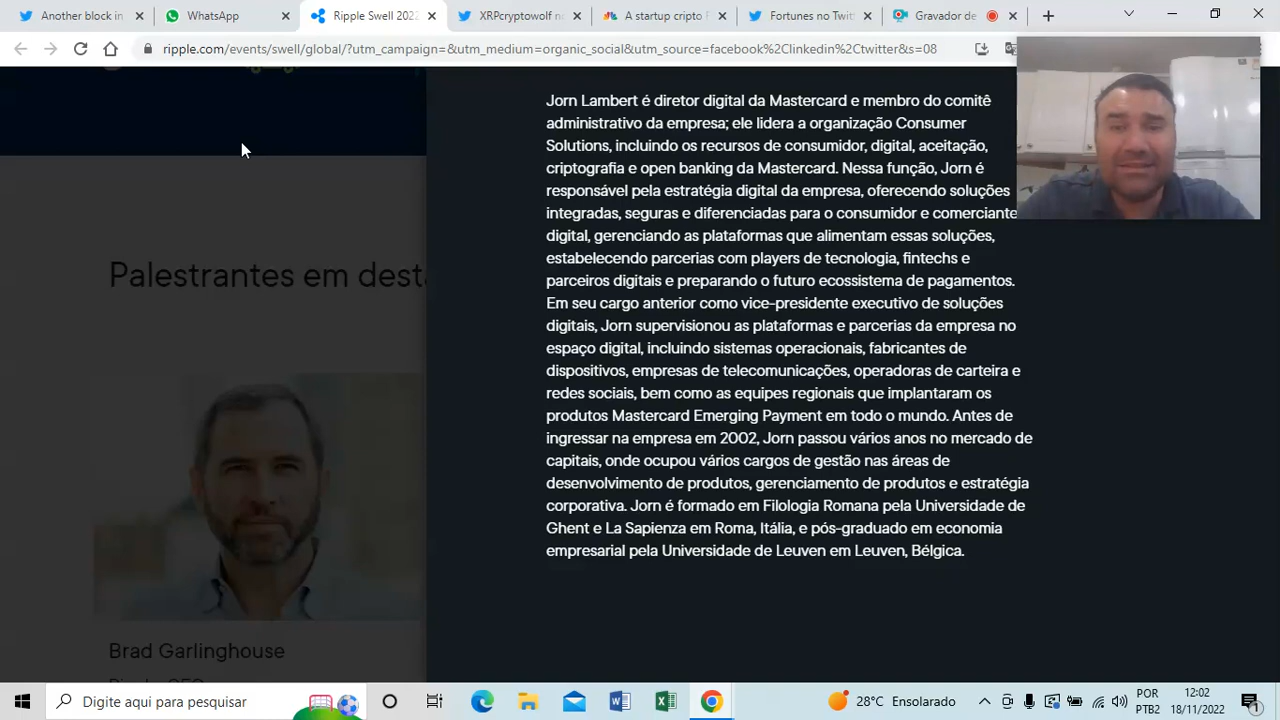 Another block in
WhatsApp
Ripple Swell 2022
XRPcryptowolf no
A startup cripto F
Fortunes no Twitt
Gravador de
ripple.com/events/swell/global/?utm_campaign=&utm_medium=organic_social&utm_source=facebook%2Clinkedin%2Ctwitter&s=08
Jorn Lambert é diretor digital da Mastercard e membro do comitê
administrativo da empresa; ele lidera a organização Consumer
Solutions, incluindo os recursos de consumidor, digital, aceitação,
criptografia e open banking da Mastercard. Nessa função, Jorn é
responsável pela estratégia digital da empresa, oferecendo soluções
integradas, seguras e diferenciadas para o consumidor e comerciante
digital, gerenciando as plataformas que alimentam essas soluções,
estabelecendo parcerias com players de tecnologia, fintechs e
parceiros digitais e preparando o futuro ecossistema de pagamentos.
Em seu cargo anterior como vice-presidente executivo de soluções
digitais, Jorn supervisionou as plataformas e parcerias da empresa no
espaço digital, incluindo sistemas operacionais, fabricantes de
dispositivos, empresas de telecomunicações, operadoras de carteira e
redes sociais, bem como as equipes regionais que implantaram os
produtos Mastercard Emerging Payment em todo o mundo. Antes de
ingressar na empresa em 2002, Jorn passou vários anos no mercado de
capitais, onde ocupou vários cargos de gestão nas áreas de
desenvolvimento de produtos, gerenciamento de produtos e estratégia
corporativa. Jorn é formado em Filologia Romana pela Universidade de
Ghent e La Sapienza em Roma, Itália, e pós-graduado em economia
empresarial pela Universidade de Leuven em Leuven, Bélgica.
Palestrantes em desta
Brad Garlinghouse
Digite aqui para pesquisar
28°C Ensolarado
POR
PTB2
12:02
18/11/2022
1